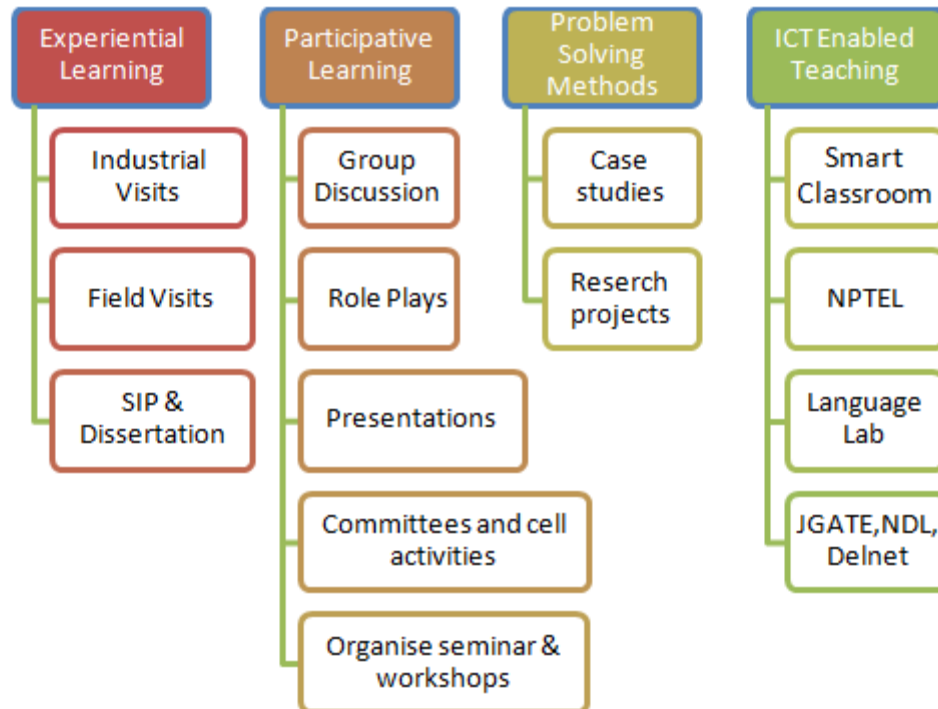 Experiential
Learning
Industrial
Visits
Field Visits
SIP &
Dissertation
Participative
Learning
Group
Discussion
Role Plays
Presentations
Committees and cell
activities
Organise seminar &
workshops
Problem
Solving
Methods
Case
studies
Reserch
projects
ICT Enabled
Teaching
Smart
Classroom
NPTEL
Language
Lab
JGATE,NDL,
Delnet